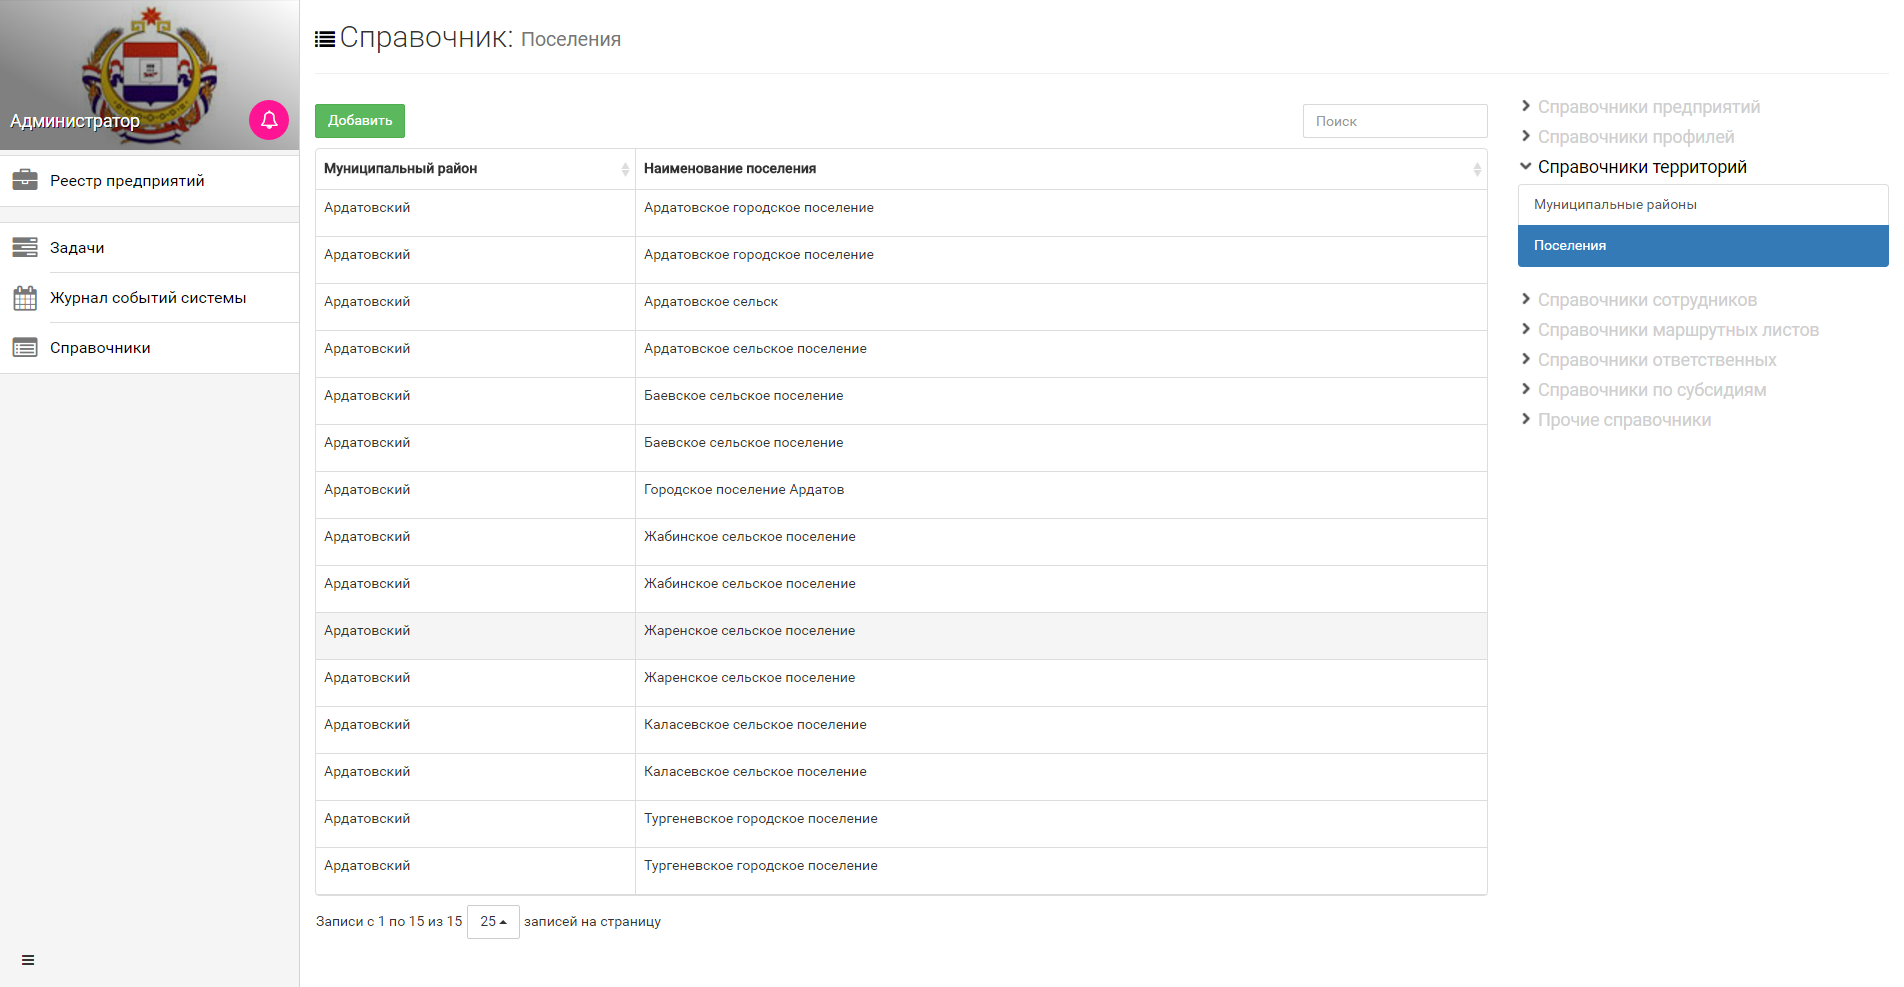 Администратор
Реестр предприятий
Задачи
Журнал событий системы
Справочники
Справочник: Поселения
Добавить
Поиск
Муниципальный район Наименование поселения
Ардатовский Ардатовское городское поселение
Ардатовский Ардатовское городское поселение
Ардатовский Ардатовское сельск
Ардатовский Ардатовское сельское поселение
Ардатовский Баевское сельское поселение
Ардатовский Баевское сельское поселение
Ардатовский Городское поселение Ардатов
Ардатовский Жабинское сельское поселение
Ардатовский Жабинское сельское поселение
Ардатовский Жаренское сельское поселение
Ардатовский Жаренское сельское поселение
Ардатовский Каласевское сельское поселение
Ардатовский Каласевское сельское поселение
Ардатовский Тургеневское городское поселение
Ардатовский Тургеневское городское поселение
Записи с 1 по 15 из 15 25 записей на страницу
Справочники предприятий
Справочники профилей
Справочники территорий
Муниципальные районы
Поселения
Справочники сотрудников
Справочники маршрутных листов
Справочники ответственных
Справочники по субсидиям
Прочие справочники